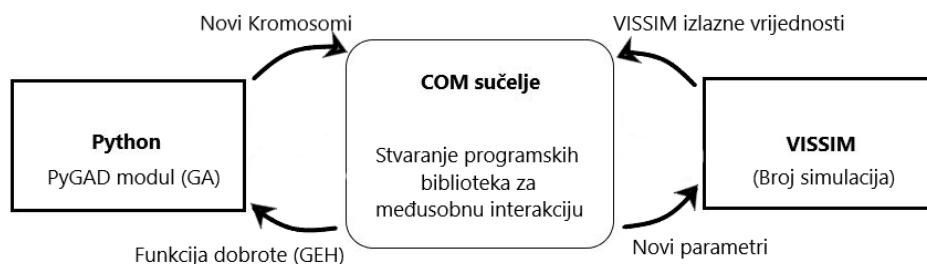 Novi Kromosomi
VISSIM izlazne vrijednosti
COM sučelje
Python
PyGAD modul (GA)
Stvaranje programskih
biblioteka za
međusobnu interakciju
VISSIM
(Broj simulacija)
Funkcija dobrote (GEH)
Novi parametri